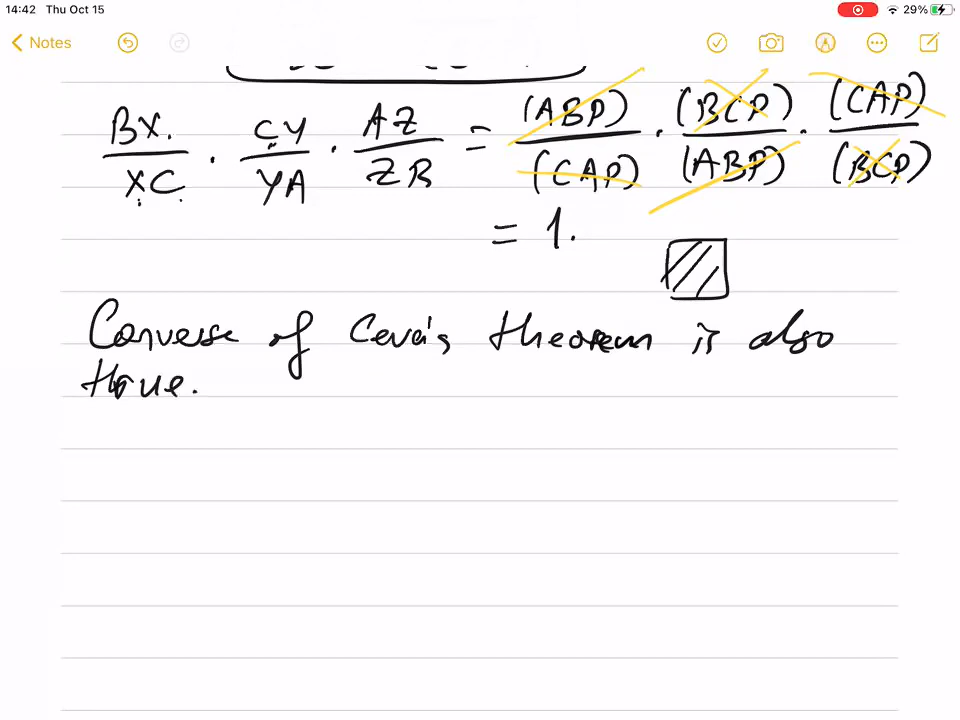 14:42 Thu Oct 15 29%
Notes
BX/XC · CY/YA · AZ/ZB = (ABP)/(CAP) · (BCP)/(ABP) · (CAP)/(BCP)
= 1.
Converse of Ceva's theorem is also
true.